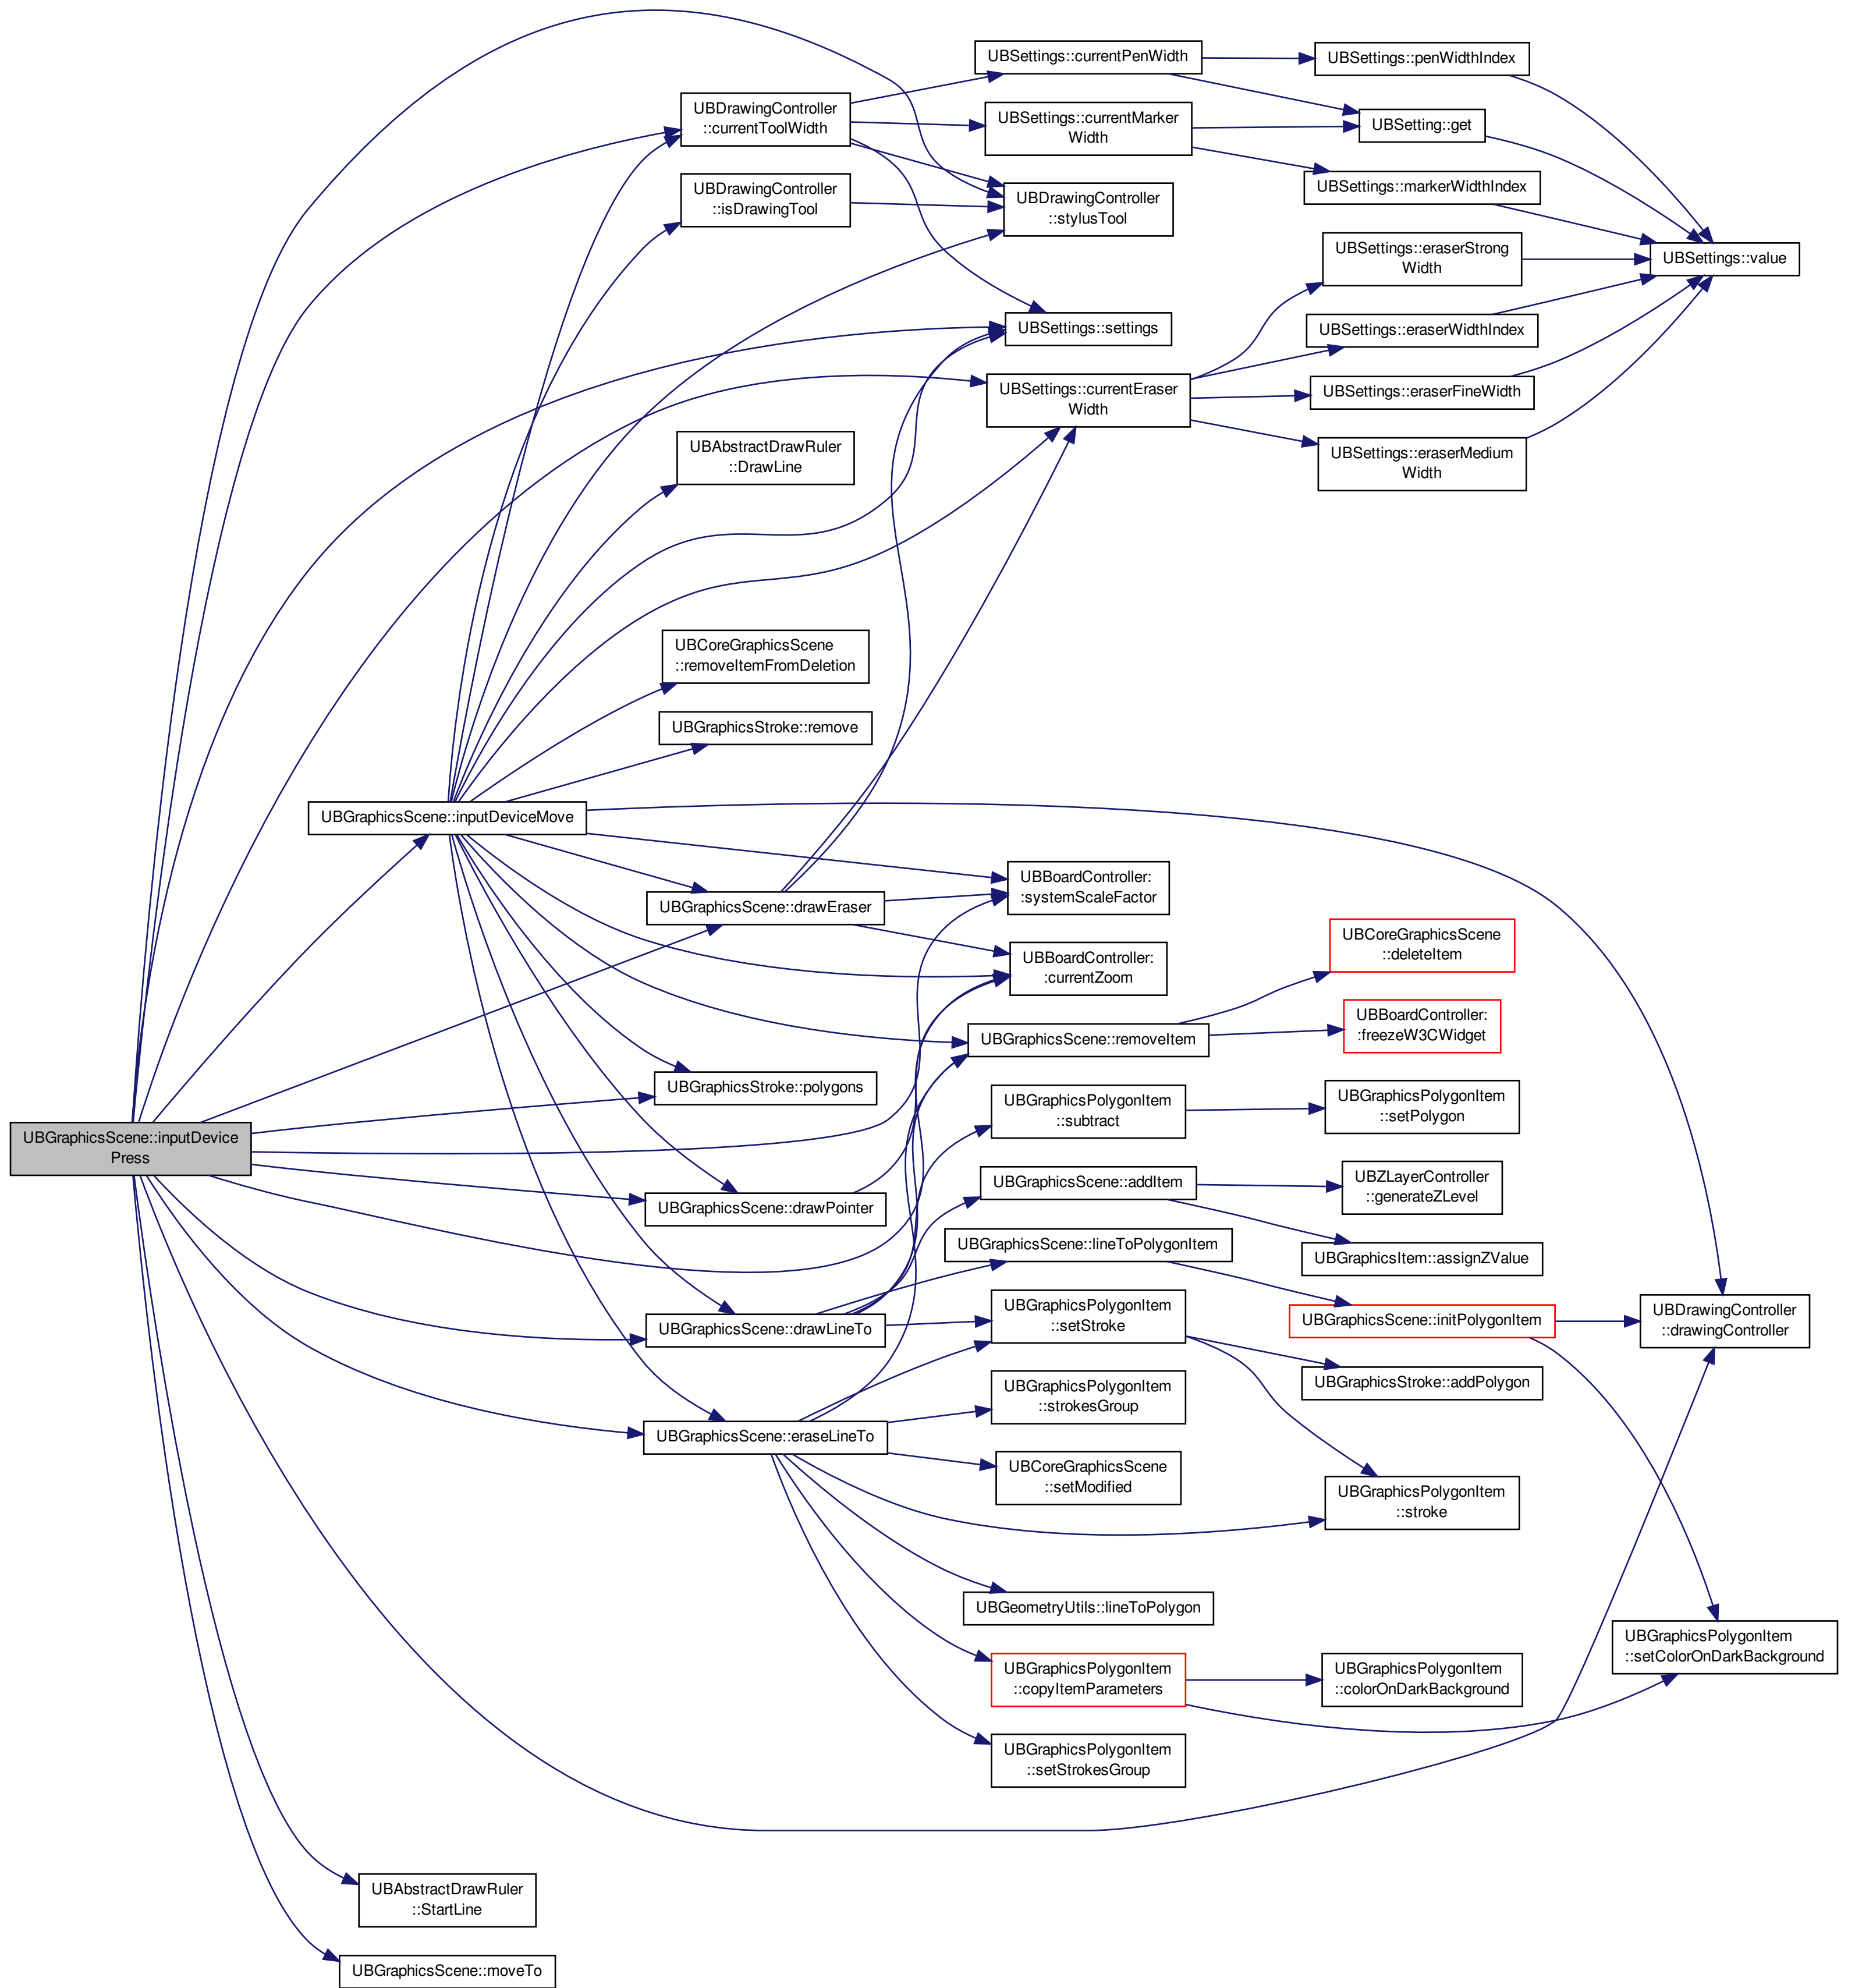 UBGraphicsScene::inputDevice
Press
UBGraphicsScene::inputDeviceMove
UBAbstractDrawRuler
::StartLine
UBGraphicsScene::moveTo
UBDrawingController
::currentToolWidth
UBDrawingController
::isDrawingTool
UBAbstractDrawRuler
::DrawLine
UBCoreGraphicsScene
::removeItemFromDeletion
UBGraphicsStroke::remove
UBGraphicsScene::drawEraser
UBGraphicsStroke::polygons
UBGraphicsScene::drawPointer
UBGraphicsScene::drawLineTo
UBGraphicsScene::eraseLineTo
UBSettings::currentPenWidth
UBSettings::currentMarker
Width
UBDrawingController
::stylusTool
UBSettings::settings
UBSettings::currentEraser
Width
UBBoardController:
:systemScaleFactor
UBBoardController:
:currentZoom
UBGraphicsScene::removeItem
UBGraphicsPolygonItem
::subtract
UBGraphicsScene::addItem
UBGraphicsScene::lineToPolygonItem
UBGraphicsPolygonItem
::setStroke
UBGraphicsPolygonItem
::strokesGroup
UBCoreGraphicsScene
::setModified
UBGeometryUtils::lineToPolygon
UBGraphicsPolygonItem
::copyItemParameters
UBGraphicsPolygonItem
::setStrokesGroup
UBSettings::penWidthIndex
UBSetting::get
UBSettings::markerWidthIndex
UBSettings::eraserStrong
Width
UBSettings::eraserWidthIndex
UBSettings::eraserFineWidth
UBSettings::eraserMedium
Width
UBCoreGraphicsScene
::deleteItem
UBBoardController:
:freezeW3CWidget
UBGraphicsPolygonItem
::setPolygon
UBZLayerController
::generateZLevel
UBGraphicsItem::assignZValue
UBGraphicsScene::initPolygonItem
UBGraphicsStroke::addPolygon
UBGraphicsPolygonItem
::stroke
UBGraphicsPolygonItem
::colorOnDarkBackground
UBSettings::value
UBDrawingController
::drawingController
UBGraphicsPolygonItem
::setColorOnDarkBackground